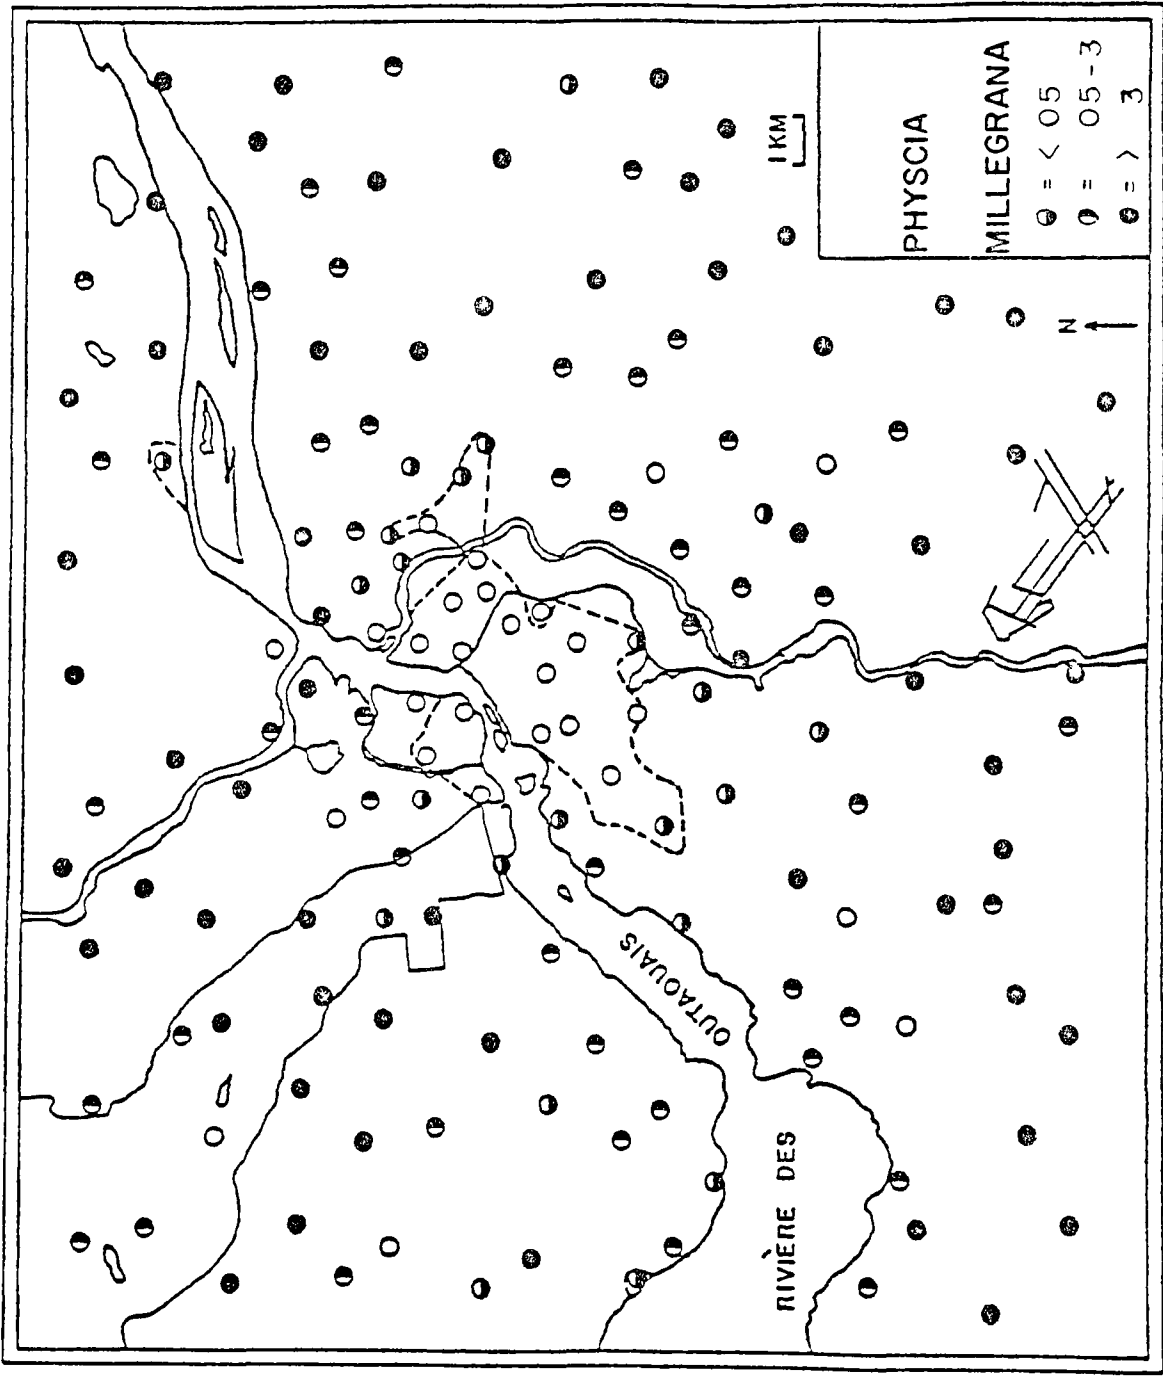 PHYSCIA
MILLEGRANA
= < 05
= 05-3
= > 3
1 KM
N
RIVIÈRE DES
OUTAOUAIS